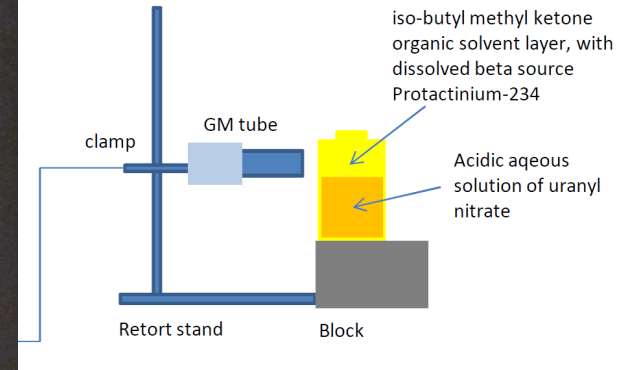 iso-butyl methyl ketone
organic solvent layer, with
dissolved beta source
Protactinium-234
GM tube
clamp
Acidic aqeous
solution of uranyl
nitrate
Retort stand
Block